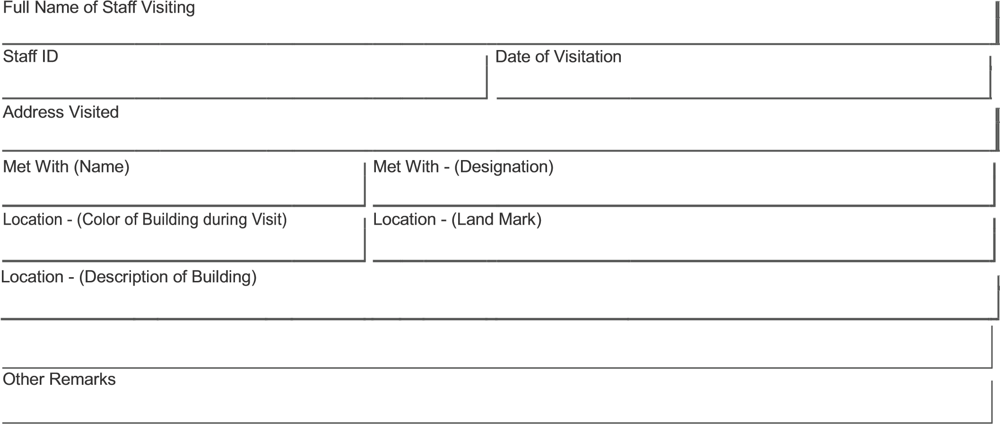 Full Name of Staff Visiting
Staff ID
Date of Visitation
Address Visited
Met With (Name)
Met With - (Designation)
Location - (Color of Building during Visit)
Location - (Land Mark)
Location - (Description of Building)
Other Remarks